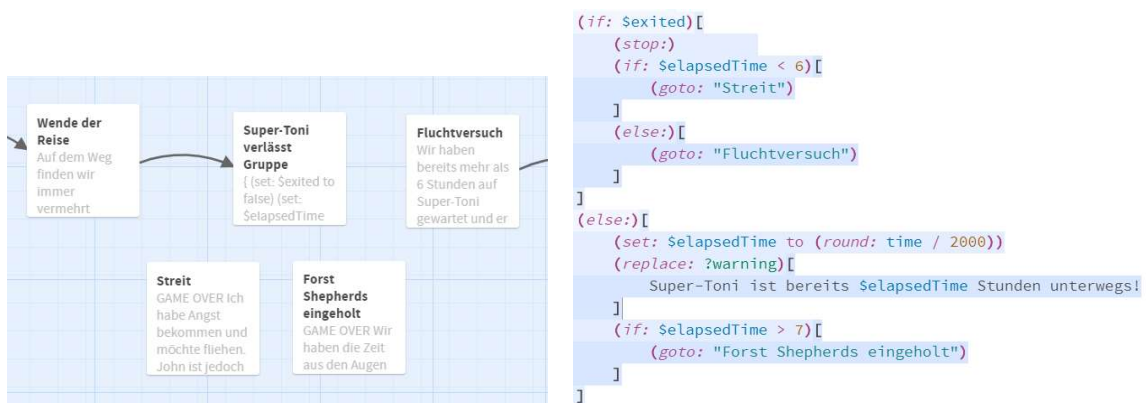 Wende der
Reise
Auf dem Weg
finden wir
immer
vermehrt
Super-Toni
verlässt
Gruppe
{ (set: $exited to
false) (set:
$elapsedTime
Fluchtversuch
Wir haben
bereits mehr als
6 Stunden auf
Super-Toni
gewartet und er
Streit
GAME OVER Ich
habe Angst
bekommen und
möchte fliehen.
John ist jedoch
Forst
Shepherds
eingeholt
GAME OVER Wir
haben die Zeit
aus den Augen
(if: $exited)[
(stop:)
(if: $elapsedTime < 6)[
(goto: "Streit")
]
(else:)[
(goto: "Fluchtversuch")
]
]
(else:)[
(set: $elapsedTime to (round: time / 2000))
(replace: ?warning)[
Super-Toni ist bereits $elapsedTime Stunden unterwegs!
]
(if: $elapsedTime > 7)[
(goto: "Forst Shepherds eingeholt")
]
]